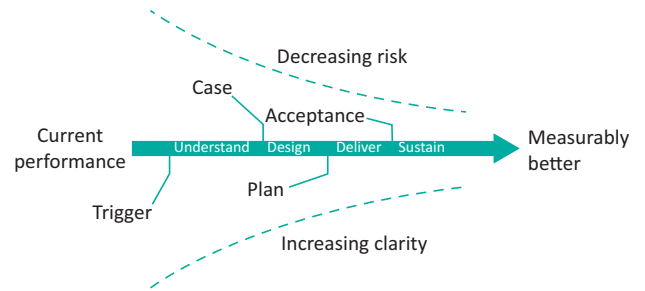 Decreasing risk
Case
Acceptance
Current
performance
Understand
Design
Deliver
Sustain
Measurably
better
Plan
Trigger
Increasing clarity